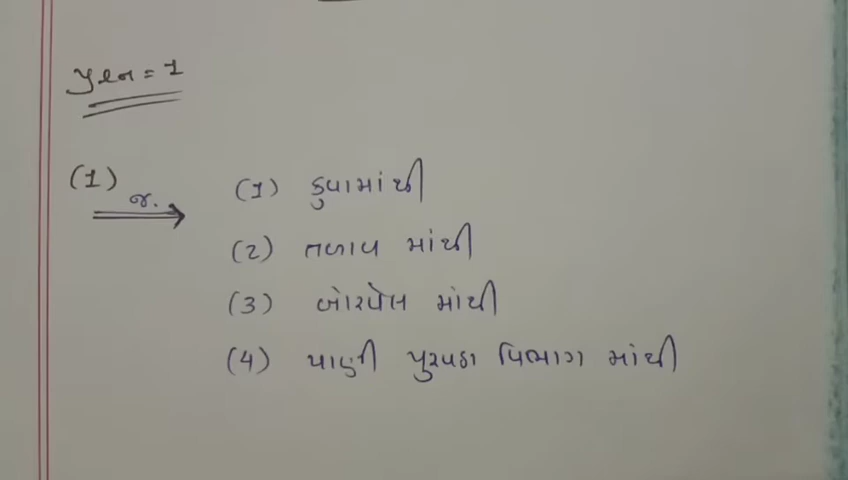 પ્રશ્ન = 1
(1) જ.
(1) કુવામાંથી
(2) તળાવ માંથી
(3) બોરવેલ માંથી
(4) પાણી પુરવઠા વિભાગ માંથી